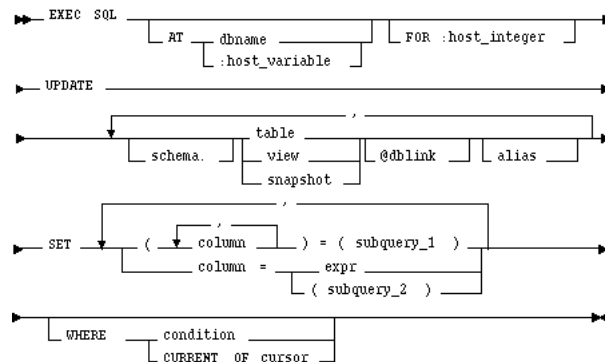 EXEC SQL
AT dbname FOR :host_integer
:host_variable
UPDATE
,
table
schema. view @dblink alias
snapshot
,
,
SET ( column ) = ( subquery_1 )
column = expr
( subquery_2 )
WHERE condition
CURRENT OF cursor